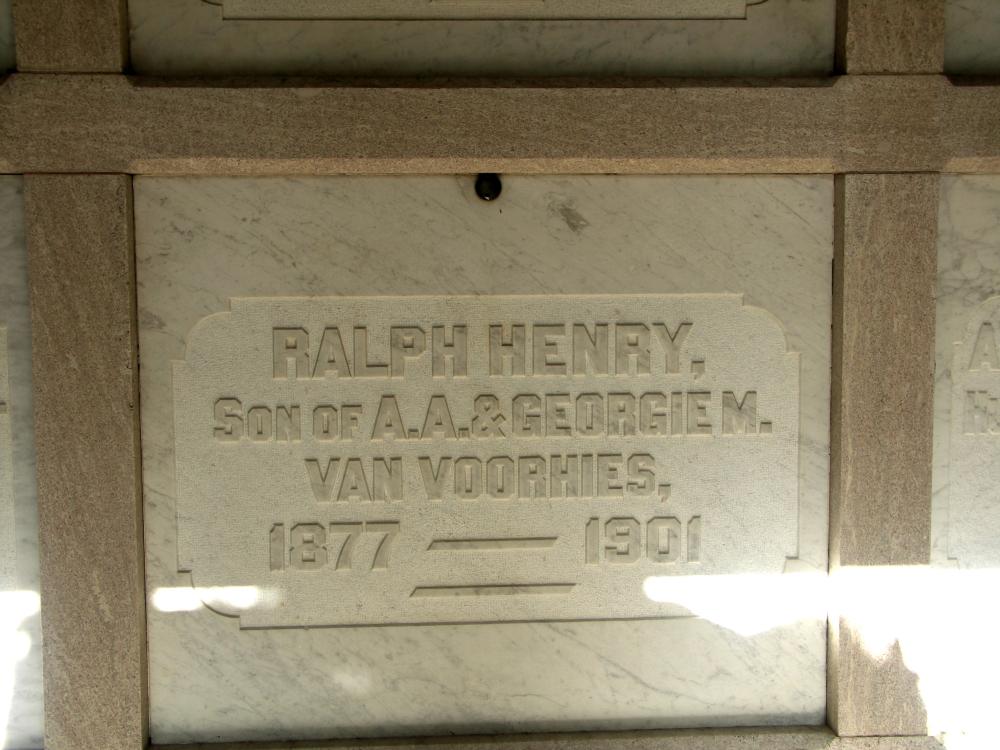 RALPH HENRY,
SON OF A.A. & GEORGIE M.
VAN VOORHIES,
1877 — 1901